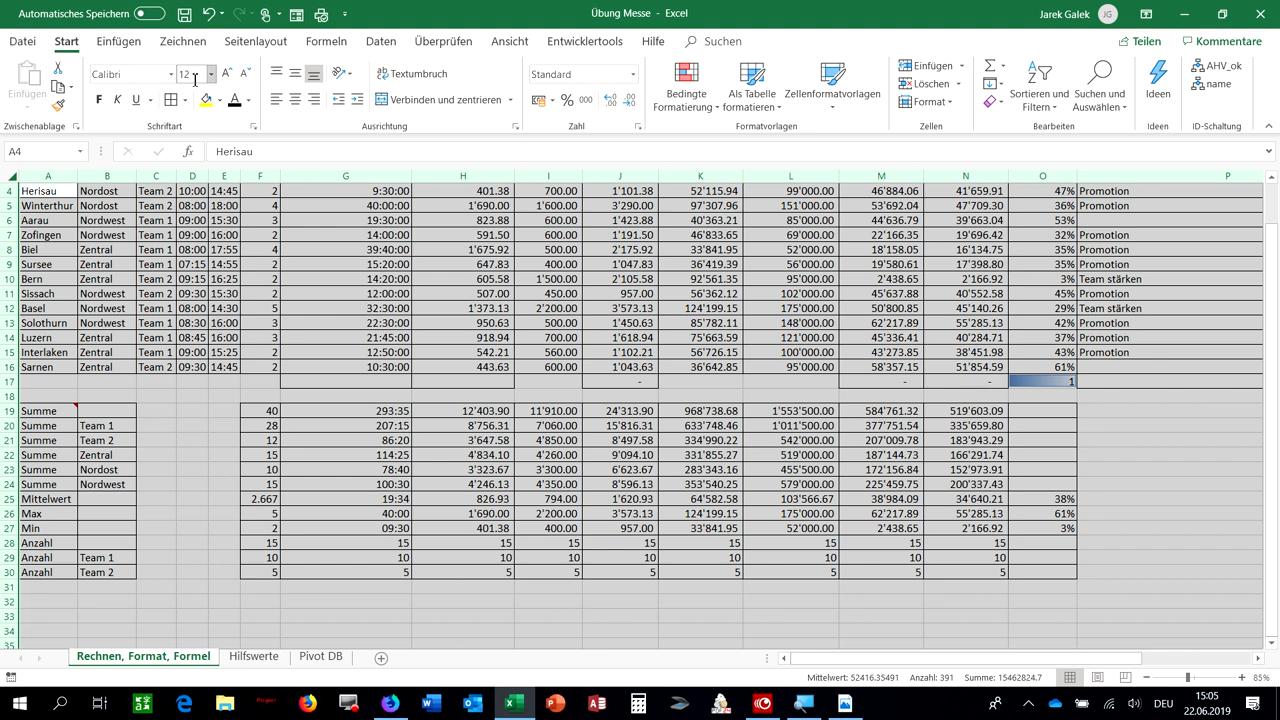 Automatisches Speichern
Übung Messe - Excel
Jarek Galek JG
Datei Start Einfügen Zeichnen Seitenlayout Formeln Daten Überprüfen Ansicht Entwicklertools Hilfe Suchen Teilen Kommentare
Einfügen Calibri 12 Textumbruch Standard Bedingte Formatierung Als Tabelle formatieren Zellenformatvorlagen Einfügen Löschen Format Sortieren und Filtern Suchen und Auswählen Ideen AHV_ok name
F K U Verbinden und zentrieren % 000
Zwischenablage Schriftart Ausrichtung Zahl Formatvorlagen Zellen Bearbeiten Ideen ID-Schaltung
A4 fx Herisau
A B C D E F G H I J K L M N O P
4 Herisau Nordost Team 2 10:00 14:45 2 9:30:00 401.38 700.00 1'101.38 52'115.94 99'000.00 46'884.06 41'659.91 47% Promotion
5 Winterthur Nordost Team 2 08:00 18:00 4 40:00:00 1'690.00 1'600.00 3'290.00 97'307.96 151'000.00 53'692.04 47'709.30 36% Promotion
6 Aarau Nordwest Team 1 09:00 15:30 3 19:30:00 823.88 600.00 1'423.88 40'363.21 85'000.00 44'636.79 39'663.04 53%
7 Zofingen Nordwest Team 1 09:00 16:00 2 14:00:00 591.50 600.00 1'191.50 46'833.65 69'000.00 22'166.35 19'696.42 32% Promotion
8 Biel Zentral Team 1 08:00 17:55 4 39:40:00 1'675.92 500.00 2'175.92 33'841.95 52'000.00 18'158.05 16'134.75 35% Promotion
9 Sursee Zentral Team 1 07:15 14:55 2 15:20:00 647.83 400.00 1'047.83 36'419.39 56'000.00 19'580.61 17'398.80 35% Promotion
10 Bern Zentral Team 2 09:15 16:25 2 14:20:00 605.58 1'500.00 2'105.58 92'561.35 95'000.00 2'438.65 2'166.92 3% Team stärken
11 Sissach Nordwest Team 2 09:30 15:30 2 12:00:00 507.00 450.00 957.00 56'362.12 102'000.00 45'637.88 40'552.58 45% Promotion
12 Basel Nordwest Team 1 08:00 14:30 5 32:30:00 1'373.13 2'200.00 3'573.13 124'199.15 175'000.00 50'800.85 45'140.26 29% Team stärken
13 Solothurn Nordwest Team 1 08:30 16:00 3 22:30:00 950.63 500.00 1'450.63 85'782.11 148'000.00 62'217.89 55'285.13 42% Promotion
14 Luzern Zentral Team 1 08:45 16:00 3 21:45:00 918.94 700.00 1'618.94 75'663.59 121'000.00 45'336.41 40'284.71 37% Promotion
15 Interlaken Zentral Team 1 09:00 15:25 2 12:50:00 542.21 560.00 1'102.21 56'726.15 100'000.00 43'273.85 38'451.98 43% Promotion
16 Sarnen Zentral Team 2 09:30 14:45 2 10:30:00 443.63 600.00 1'043.63 36'642.85 95'000.00 58'357.15 51'854.59 61%
17 - - - 1
18
19 Summe 40 293:35 12'403.90 11'910.00 24'313.90 968'738.68 1'553'500.00 584'761.32 519'603.09
20 Summe Team 1 28 207:15 8'756.31 7'060.00 15'816.31 633'748.46 1'011'500.00 377'751.54 335'659.80
21 Summe Team 2 12 86:20 3'647.58 4'850.00 8'497.58 334'990.22 542'000.00 207'009.78 183'943.29
22 Summe Zentral 15 114:25 4'834.10 4'260.00 9'094.10 331'855.27 519'000.00 187'144.73 166'291.74
23 Summe Nordost 10 78:40 3'323.67 3'300.00 6'623.67 283'343.16 455'500.00 172'156.84 152'973.91
24 Summe Nordwest 15 100:30 4'246.13 4'350.00 8'596.13 353'540.25 579'000.00 225'459.75 200'337.43
25 Mittelwert 2.667 19:34 826.93 794.00 1'620.93 64'582.58 103'566.67 38'984.09 34'640.21 38%
26 Max 5 40:00 1'690.00 2'200.00 3'573.13 124'199.15 175'000.00 62'217.89 55'285.13 61%
27 Min 2 09:30 401.38 400.00 957.00 33'841.95 52'000.00 2'438.65 2'166.92 3%
28 Anzahl 15 15 15 15 15 15 15 15 15
29 Anzahl Team 1 10 10 10 10 10 10 10 10 10
30 Anzahl Team 2 5 5 5 5 5 5 5 5 5
31
32
33
34
35
Rechnen, Format, Formel Hilfswerte Pivot DB
Mittelwert: 52416.35491 Anzahl: 391 Summe: 15462824.7 85%
DEU 15:05
22.06.2019